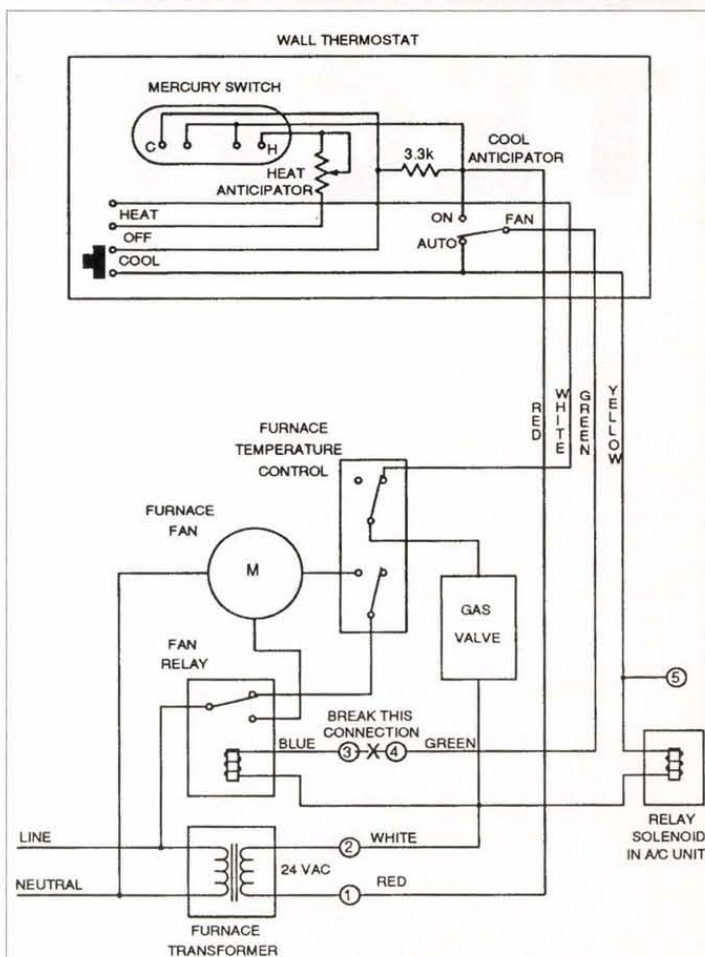 WALL THERMOSTAT
MERCURY SWITCH
C
H
HEAT
ANTICIPATOR
3.3k
COOL
ANTICIPATOR
HEAT
OFF
COOL
ON
FAN
AUTO
RED
WHITE
GREEN
YELLOW
FURNACE
TEMPERATURE
CONTROL
FURNACE
FAN
M
GAS
VALVE
FAN
RELAY
5
BREAK THIS
CONNECTION
BLUE
3
4
GREEN
RELAY
SOLENOID
IN A/C UNIT
LINE
2
WHITE
24 VAC
NEUTRAL
1
RED
FURNACE
TRANSFORMER